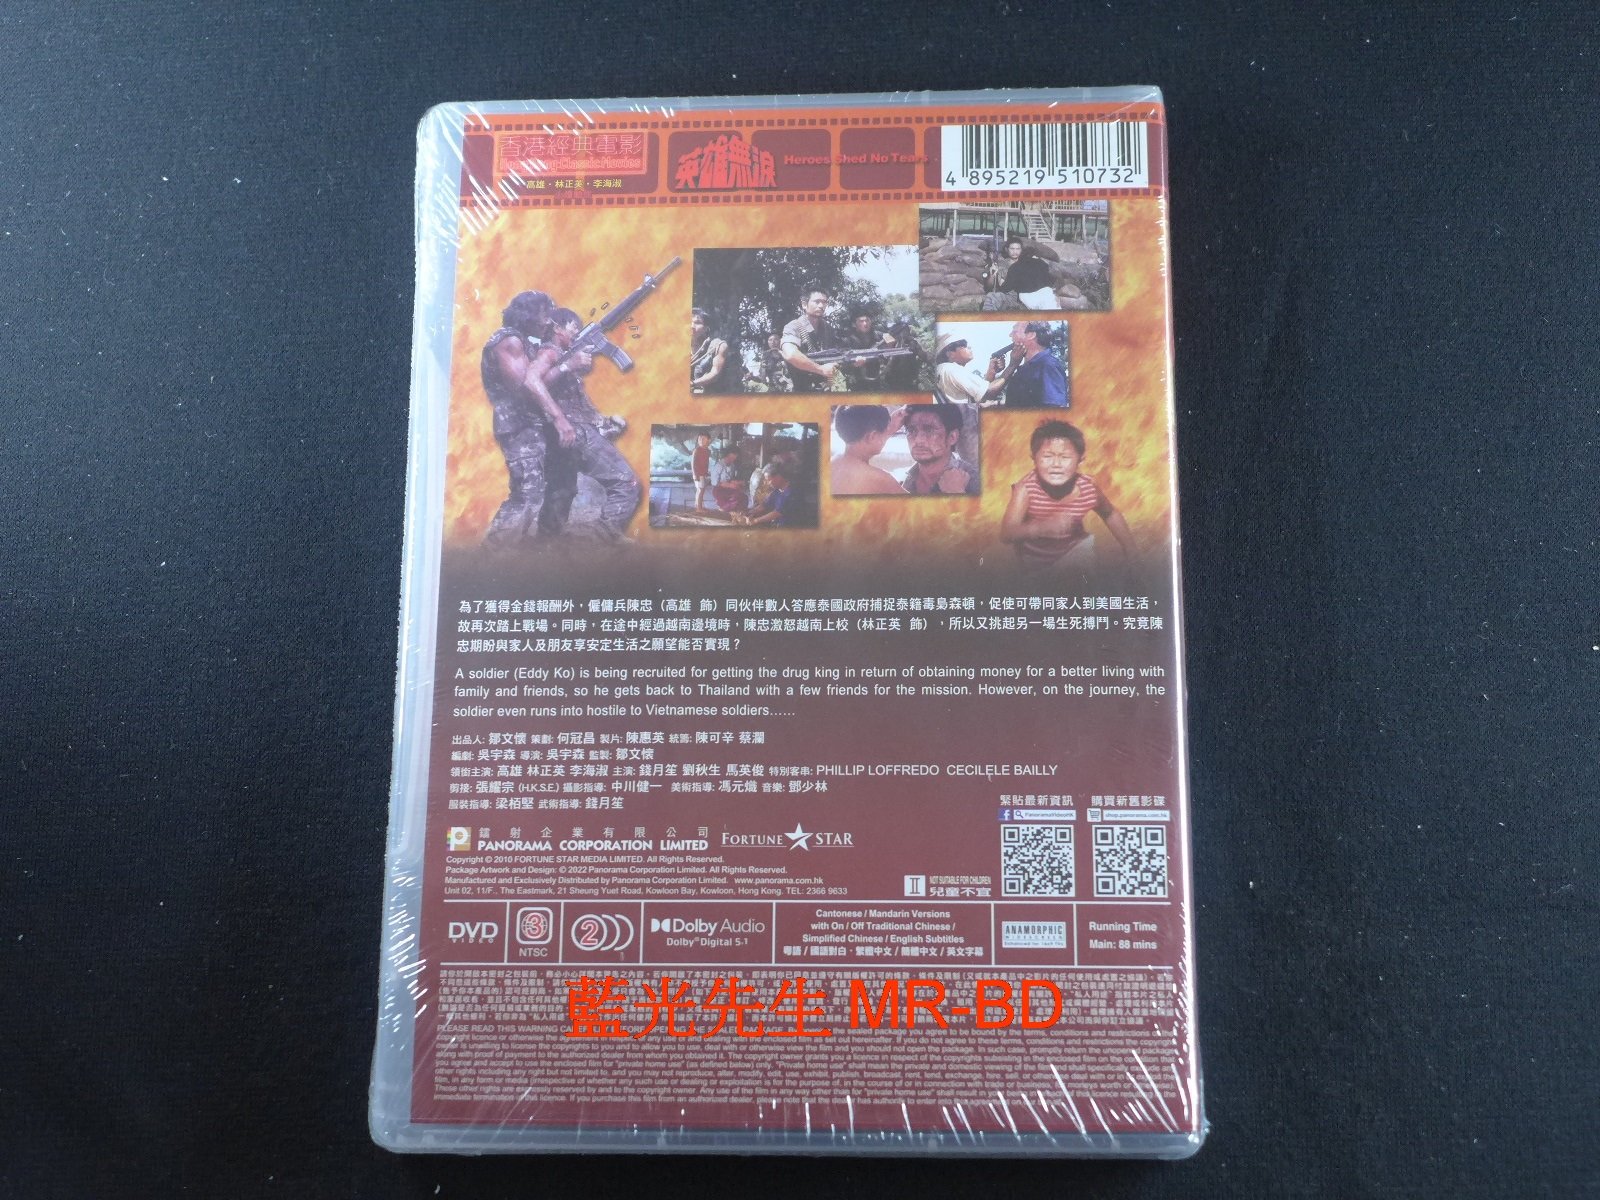 香港經典電影
Hong Kong Classic Movies
高雄·林正英·李海淑
英雄無淚
Heroes Shed No Tears
4 895219 510732
為了獲得金錢報酬外，僱傭兵陳忠（高雄 飾）同伙伴數人答應泰國政府捕捉泰籍毒梟森頓，促使可帶同家人到美國生活，
故再次踏上戰場。同時，在途中經過越南邊境時，陳忠激怒越南上校（林正英 飾），所以又挑起另一場生死搏鬥。究竟陳
忠期盼與家人及朋友享安定生活之願望能否實現？
A soldier (Eddy Ko) is being recruited for getting the drug king in return of obtaining money for a better living with
family and friends, so he gets back to Thailand with a few friends for the mission. However, on the journey, the
soldier even runs into hostile to Vietnamese soldiers......
出品人: 鄒文懷 策劃: 何冠昌 製片: 陳惠英 統籌: 陳可辛 蔡瀾
編劇: 吳宇森 導演: 吳宇森 監製: 鄒文懷
領銜主演: 高雄 林正英 李海淑 主演: 錢月笙 劉秋生 馬英俊 特別客串: PHILLIP LOFFREDO CECILELE BAILLY
剪接: 張耀宗 (H.K.S.E.) 攝影指導: 中川健一 美術指導: 馮元熾 音樂: 鄧少林
服裝指導: 梁栢堅 武術指導: 錢月笙
緊貼最新資訊
PanoramaVideoHK
購買新舊影碟
shop.panorama.com.hk
鐳射企業有限公司
PANORAMA CORPORATION LIMITED
FORTUNE STAR
Copyright © 2010 FORTUNE STAR MEDIA LIMITED. All Rights Reserved.
Package Artwork and Design: © 2022 Panorama Corporation Limited. All Rights Reserved.
Manufactured and Exclusively Distributed by Panorama Corporation Limited. www.panorama.com.hk
Unit 02, 11/F., The Eastmark, 21 Sheung Yuet Road, Kowloon Bay, Kowloon, Hong Kong. TEL: 2366 9633
II
NOT SUITABLE FOR CHILDREN
兒童不宜
DVD
VIDEO
3
NTSC
2
Dolby Audio
Dolby® Digital 5.1
Cantonese / Mandarin Versions
with On / Off Traditional Chinese /
Simplified Chinese / English Subtitles
粵語 / 國語對白·繁體中文 / 簡體中文 / 英文字幕
ANAMORPHIC
WIDESCREEN
Enhanced for 16x9 TVs
Running Time
Main: 88 mins
藍光先生 MR-BD